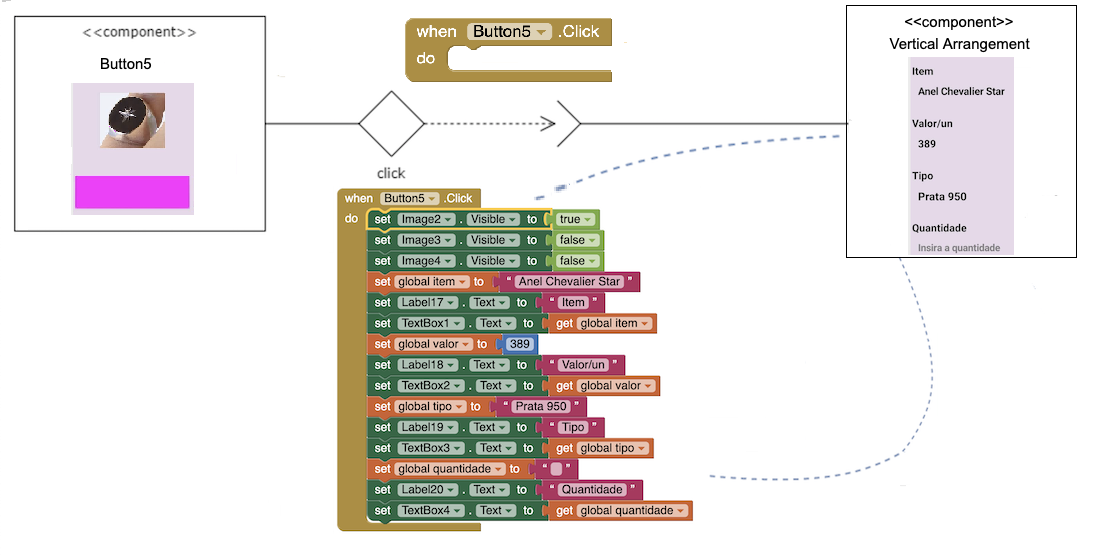 <<component>>
Button5
when Button5 .Click
do
click
<<component>>
Vertical Arrangement
Item
Anel Chevalier Star
Valor/un
389
Tipo
Prata 950
Quantidade
Insira a quantidade
when Button5 .Click
do set Image2 . Visible to true
set Image3 . Visible to false
set Image4 . Visible to false
set global item to " Anel Chevalier Star "
set Label17 . Text to " Item "
set TextBox1 . Text to get global item
set global valor to 389
set Label18 . Text to " Valor/un "
set TextBox2 . Text to get global valor
set global tipo to " Prata 950 "
set Label19 . Text to " Tipo "
set TextBox3 . Text to get global tipo
set global quantidade to " "
set Label20 . Text to " Quantidade "
set TextBox4 . Text to get global quantidade